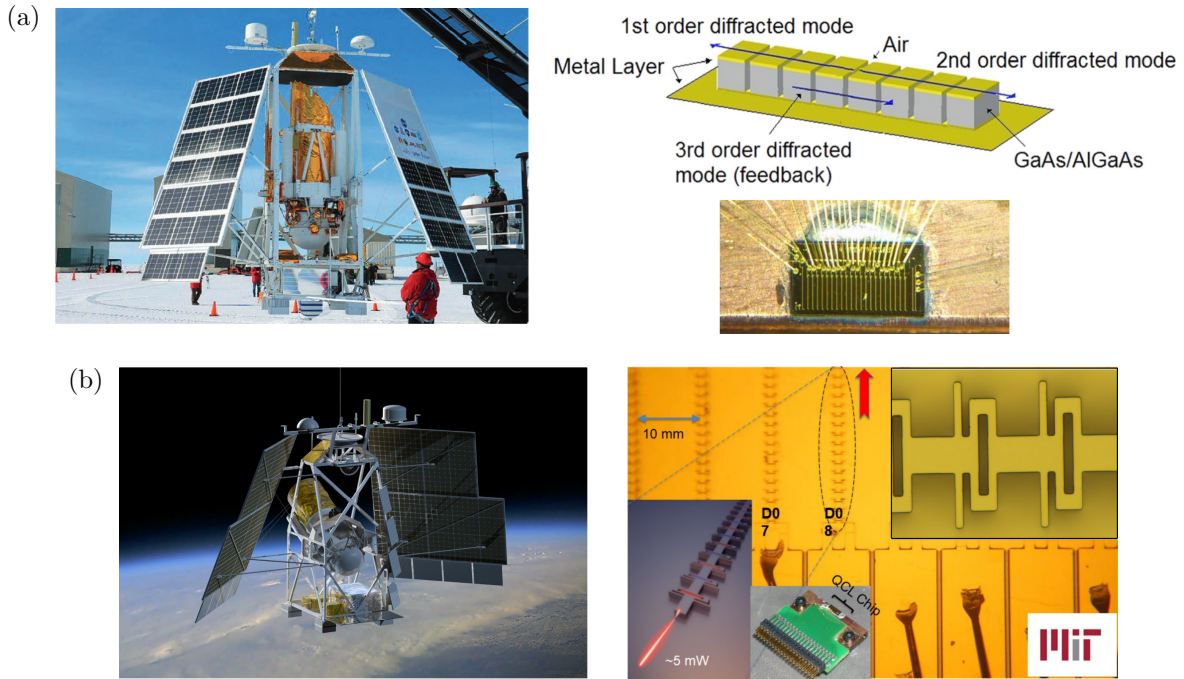 (a)
1st order diffracted mode
Air
2nd order diffracted mode
Metal Layer
3rd order diffracted
mode (feedback)
GaAs/AlGaAs
(b)
10 mm
D0
7
D0
8
QCL Chip
~5 mW
MiT